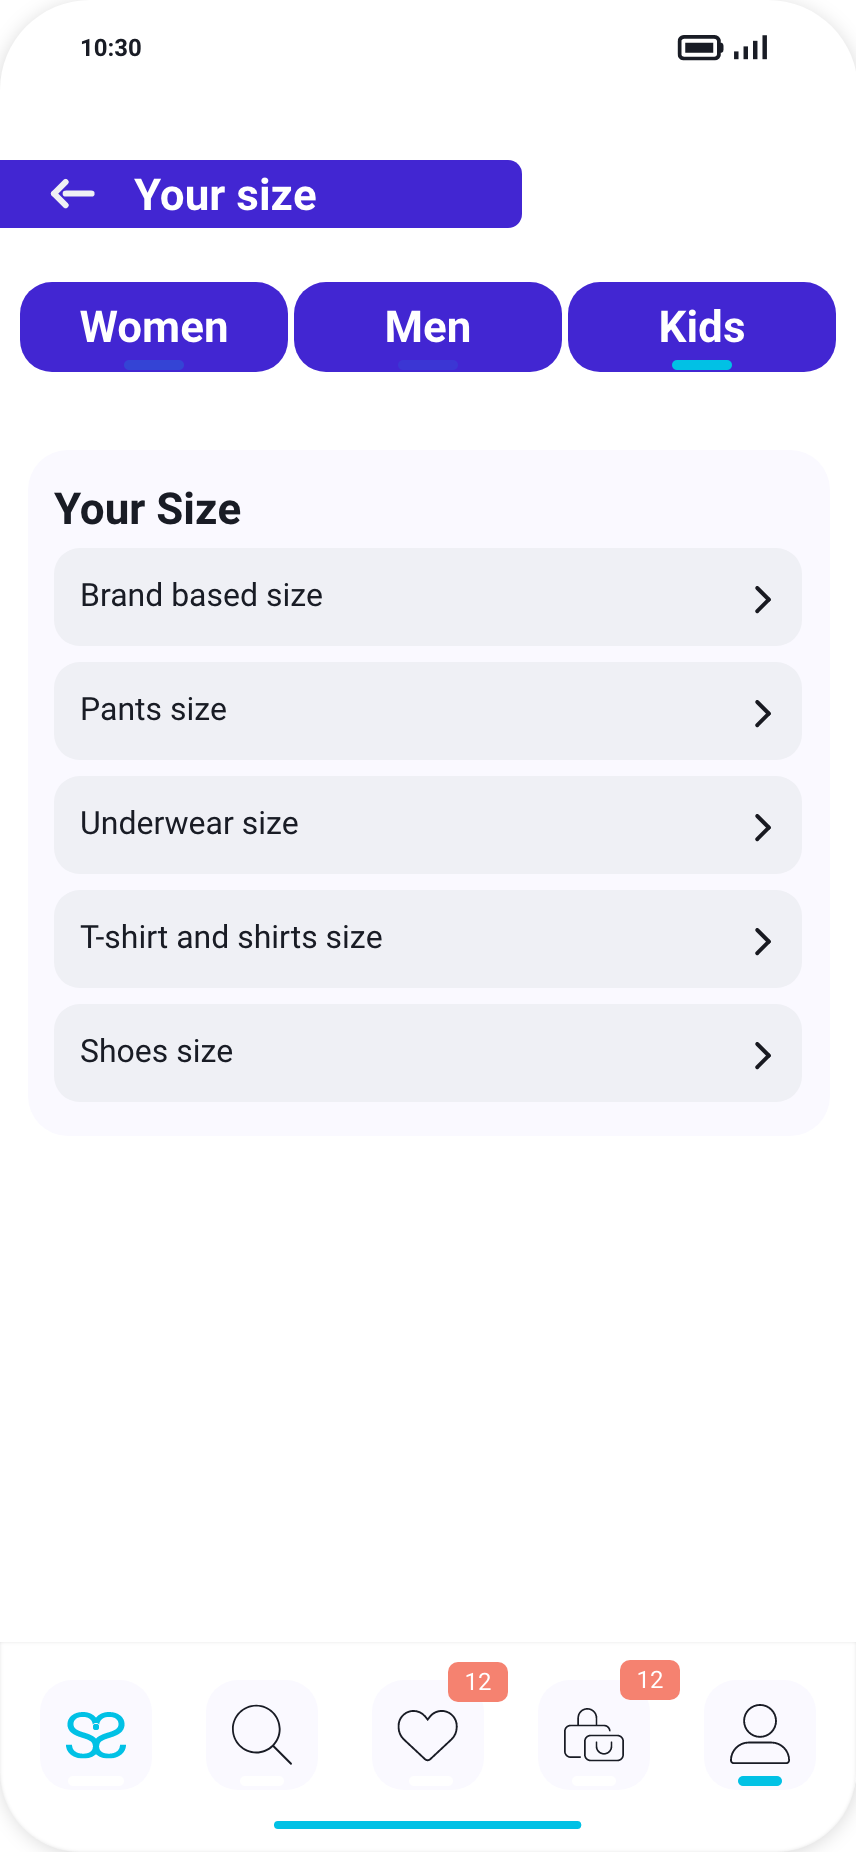 10:30
Your size
Women
Men
Kids
Your Size
Brand based size
Pants size
Underwear size
T-shirt and shirts size
Shoes size
12
12